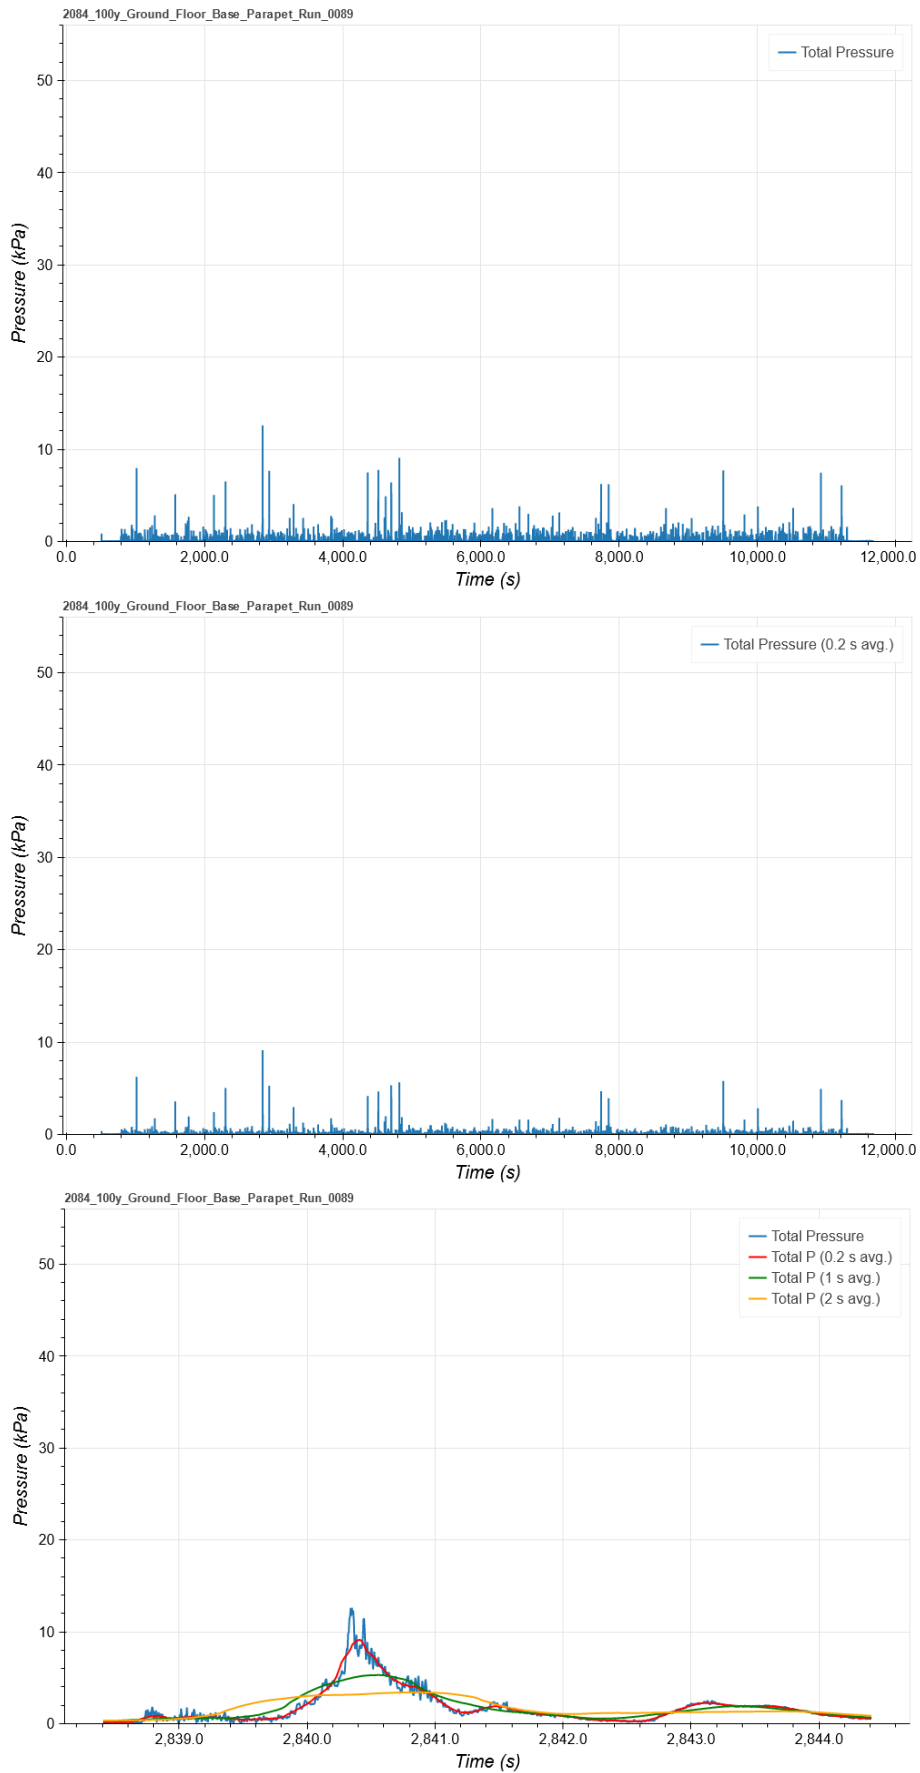 2084_100y_Ground_Floor_Base_Parapet_Run_0089
Total Pressure
50
40
30
20
10
0
Pressure (kPa)
0.0 2,000.0 4,000.0 6,000.0 8,000.0 10,000.0 12,000.0
Time (s)
2084_100y_Ground_Floor_Base_Parapet_Run_0089
Total Pressure (0.2 s avg.)
50
40
30
20
10
0
Pressure (kPa)
0.0 2,000.0 4,000.0 6,000.0 8,000.0 10,000.0 12,000.0
Time (s)
2084_100y_Ground_Floor_Base_Parapet_Run_0089
Total Pressure
Total P (0.2 s avg.)
Total P (1 s avg.)
Total P (2 s avg.)
50
40
30
20
10
0
Pressure (kPa)
2,839.0 2,840.0 2,841.0 2,842.0 2,843.0 2,844.0
Time (s)